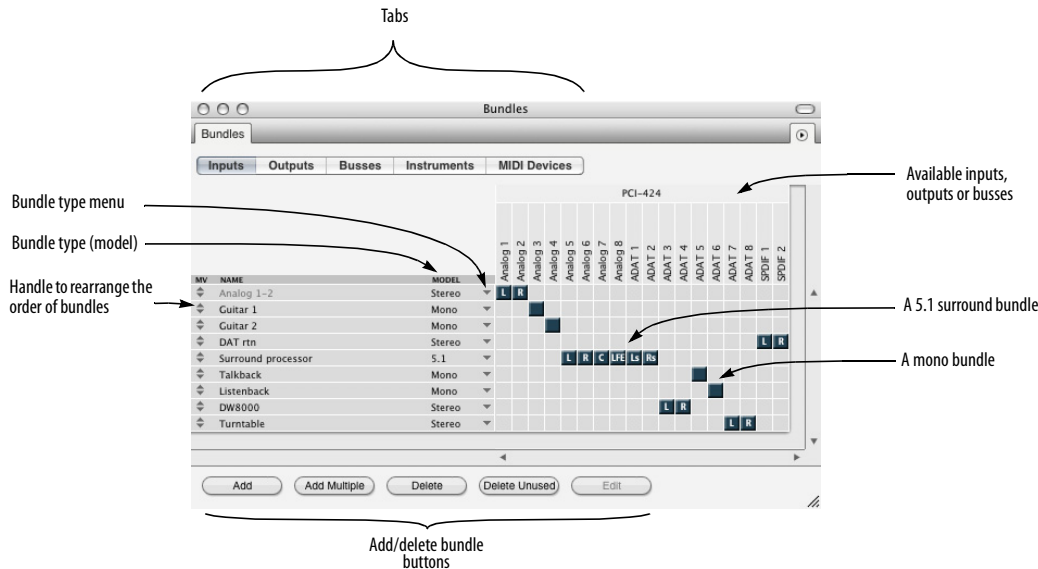 Tabs
Bundles
Bundles
Inputs Outputs Busses Instruments MIDI Devices
Available inputs,
outputs or busses
PCI-424
Bundle type menu
Bundle type (model)
Handle to rearrange the
order of bundles
Analog 1 Analog 2 Analog 3 Analog 4 Analog 5 Analog 6 Analog 7 Analog 8 ADAT 1 ADAT 2 ADAT 3 ADAT 4 ADAT 5 ADAT 6 ADAT 7 ADAT 8 SPDIF 1 SPDIF 2
MV NAME MODEL
Analog 1-2 Stereo L R
Guitar 1 Mono
Guitar 2 Mono
DAT rtn Stereo L R
Surround processor 5.1 L R C LFE Ls Rs
Talkback Mono
Listenback Mono
DW8000 Stereo L R
Turntable Stereo L R
A 5.1 surround bundle
A mono bundle
Add Add Multiple Delete Delete Unused Edit
Add/delete bundle
buttons